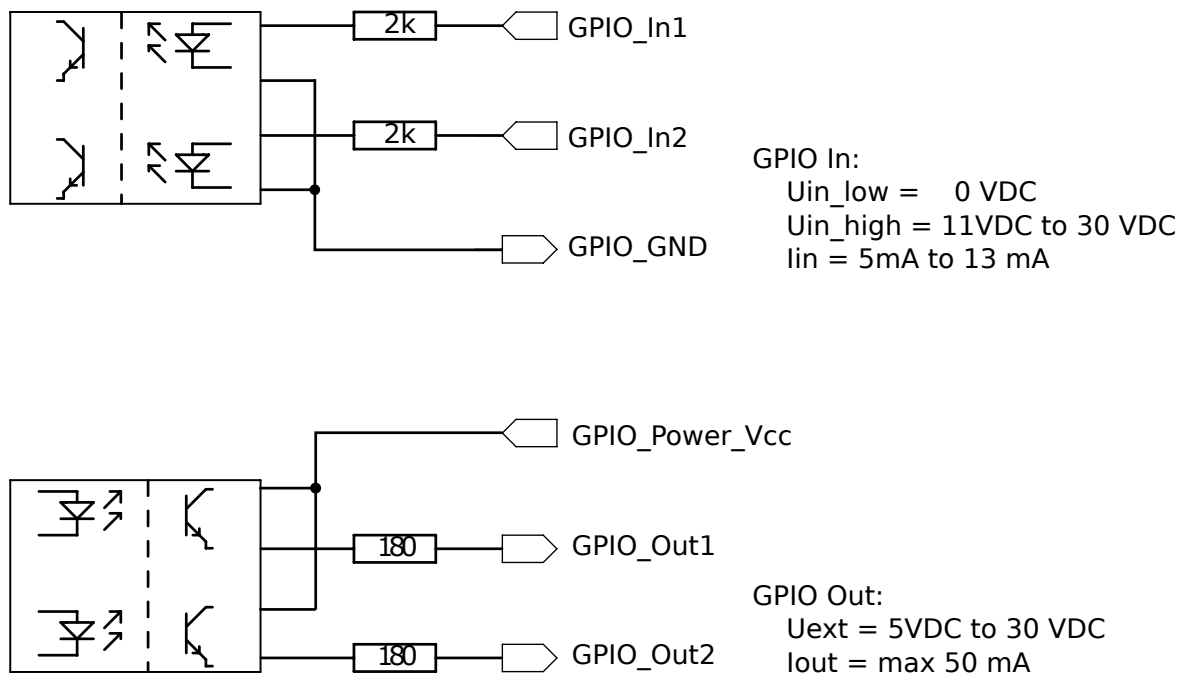 2k
GPIO_In1
2k
GPIO_In2
GPIO_GND
GPIO In:
Uin_low = 0 VDC
Uin_high = 11VDC to 30 VDC
Iin = 5mA to 13 mA
GPIO_Power_Vcc
180
GPIO_Out1
180
GPIO_Out2
GPIO Out:
Uext = 5VDC to 30 VDC
Iout = max 50 mA